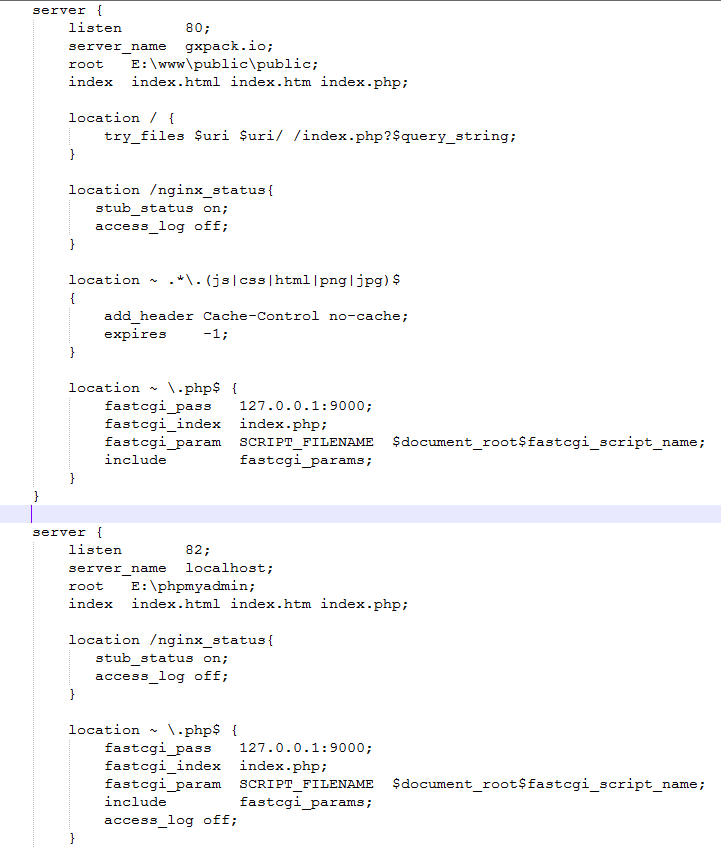 server {
    listen       80;
    server_name  gxpack.io;
    root   E:\www\public\public;
    index  index.html index.htm index.php;

    location / {
        try_files $uri $uri/ /index.php?$query_string;
    }

    location /nginx_status{
       stub_status on;
       access_log off;
    }

    location ~ .*\.(js|css|html|png|jpg)$
    {
        add_header Cache-Control no-cache;
        expires    -1;
    }

    location ~ \.php$ {
        fastcgi_pass   127.0.0.1:9000;
        fastcgi_index  index.php;
        fastcgi_param  SCRIPT_FILENAME  $document_root$fastcgi_script_name;
        include        fastcgi_params;
    }
}

server {
    listen       82;
    server_name  localhost;
    root   E:\phpmyadmin;
    index  index.html index.htm index.php;

    location /nginx_status{
       stub_status on;
       access_log off;
    }

    location ~ \.php$ {
        fastcgi_pass   127.0.0.1:9000;
        fastcgi_index  index.php;
        fastcgi_param  SCRIPT_FILENAME  $document_root$fastcgi_script_name;
        include        fastcgi_params;
        access_log off;
    }